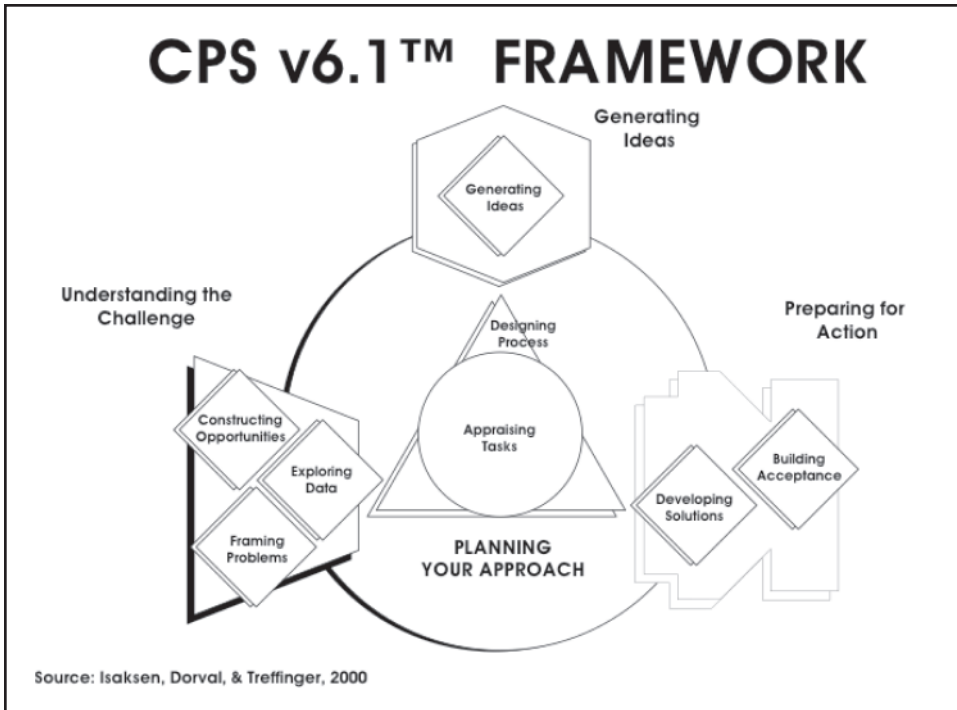 CPS v6.1™ FRAMEWORK
Generating
Ideas
Generating
Ideas
Understanding the
Challenge
Preparing for
Action
Designing
Process
Constructing
Opportunities
Appraising
Tasks
Exploring
Data
Building
Acceptance
Developing
Solutions
Framing
Problems
PLANNING
YOUR APPROACH
Source: Isaksen, Dorval, & Treffinger, 2000